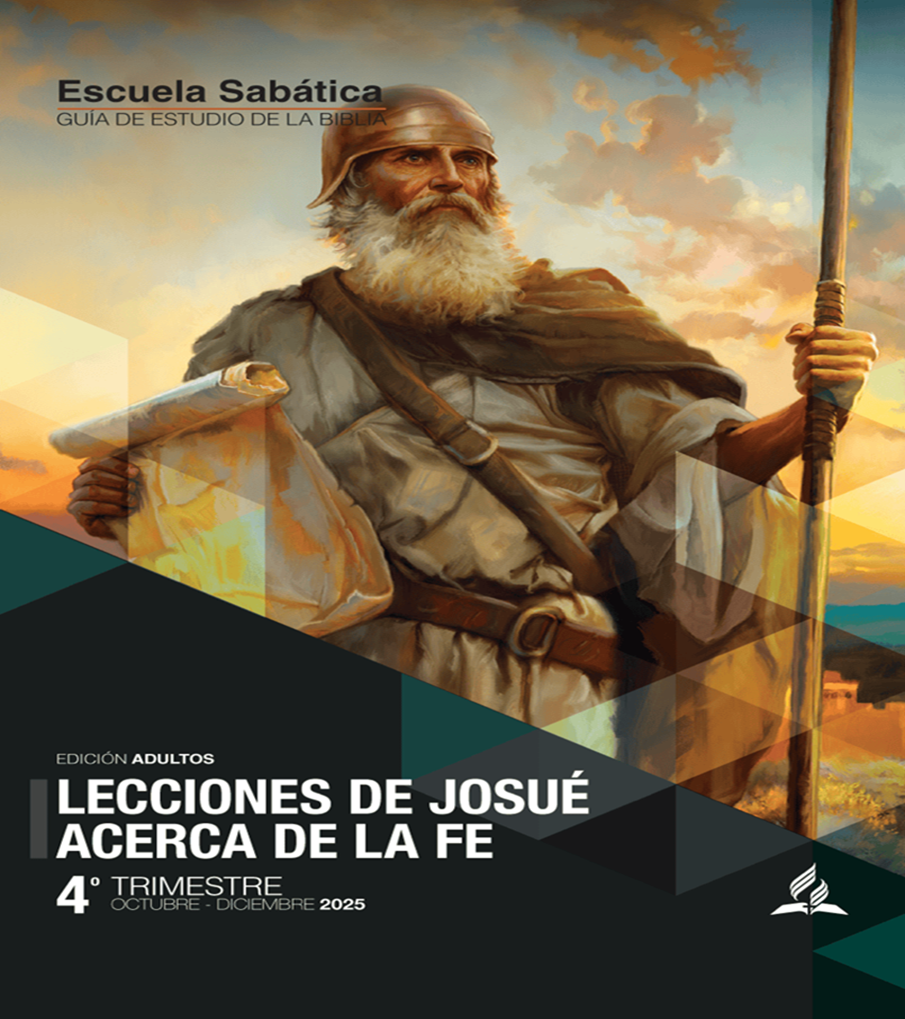 Escuela Sabática
GUÍA DE ESTUDIO DE LA BIBLIA
EDICIÓN ADULTOS
LECCIONES DE JOSUÉ
ACERCA DE LA FE
4º TRIMESTRE
OCTUBRE - DICIEMBRE 2025